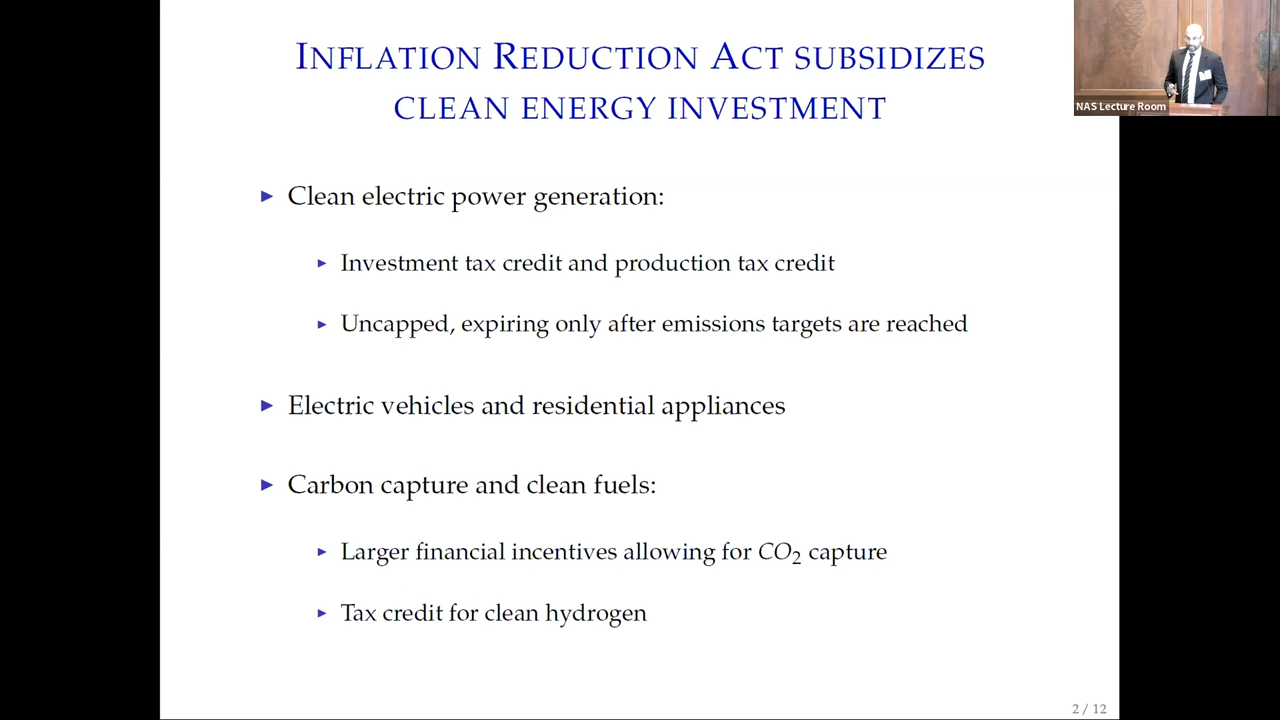 INFLATION REDUCTION ACT SUBSIDIZES
CLEAN ENERGY INVESTMENT
NAS Lecture Room
▶ Clean electric power generation:
▶ Investment tax credit and production tax credit
▶ Uncapped, expiring only after emissions targets are reached
▶ Electric vehicles and residential appliances
▶ Carbon capture and clean fuels:
▶ Larger financial incentives allowing for CO₂ capture
▶ Tax credit for clean hydrogen
2 / 12